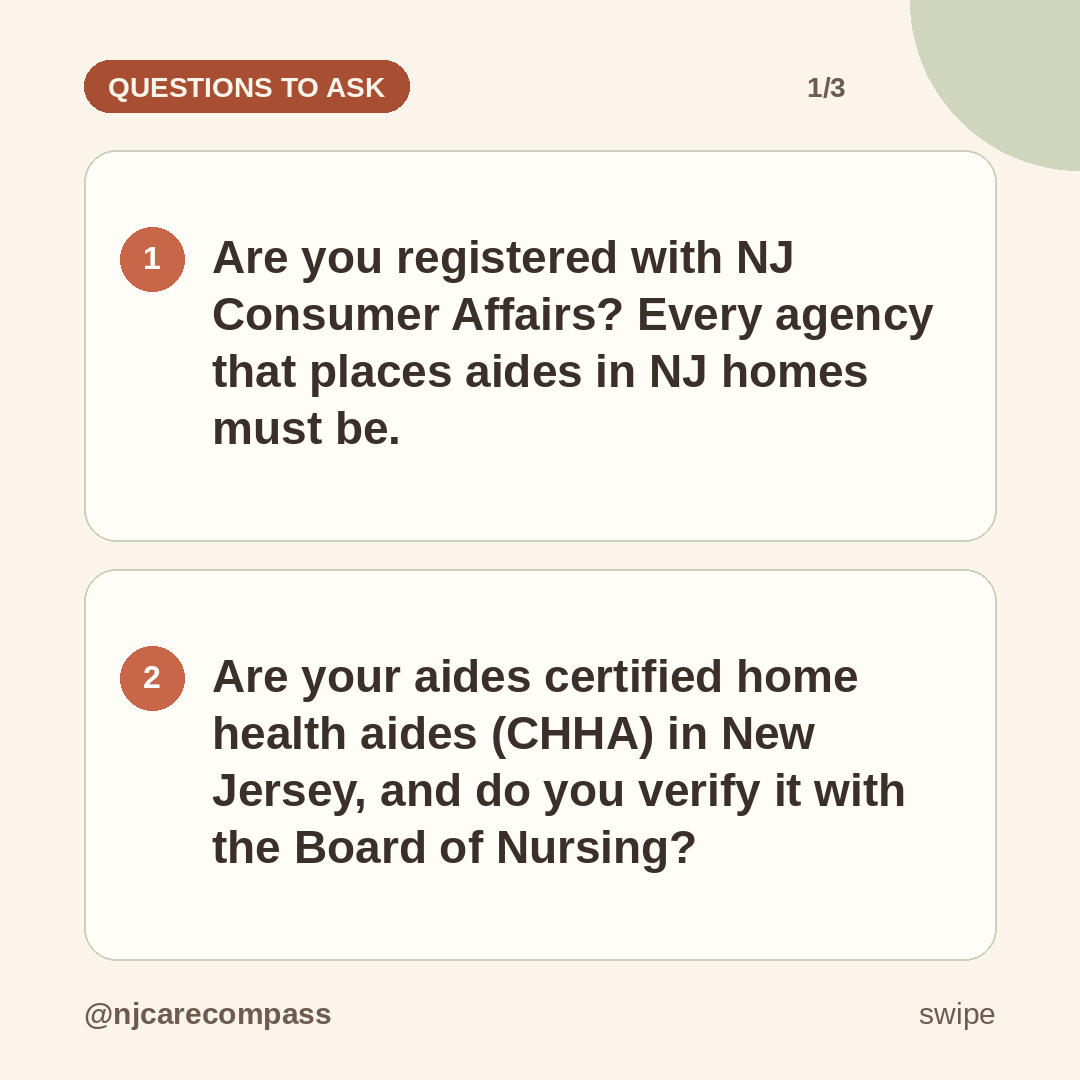 QUESTIONS TO ASK
1/3
1
Are you registered with NJ
Consumer Affairs? Every agency
that places aides in NJ homes
must be.
2
Are your aides certified home
health aides (CHHA) in New
Jersey, and do you verify it with
the Board of Nursing?
@njcarecompass
swipe